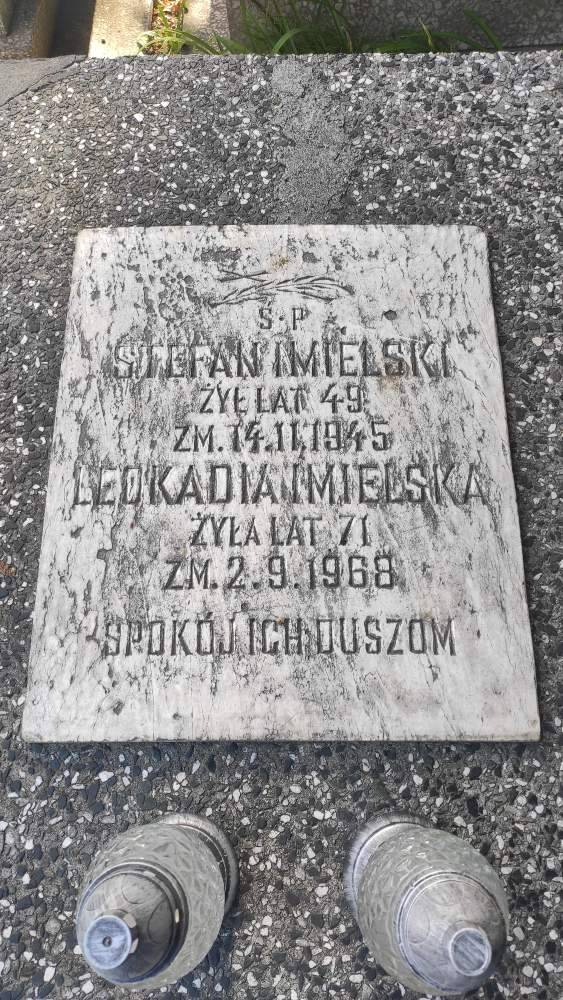 Ś.P.
STEFAN IMIELSKI
ŻYŁ LAT 49
ZM. 14.11.1945
LEOKADIA IMIELSKA
ŻYŁA LAT 71
ZM. 2.9.1968
SPOKÓJ ICH DUSZOM